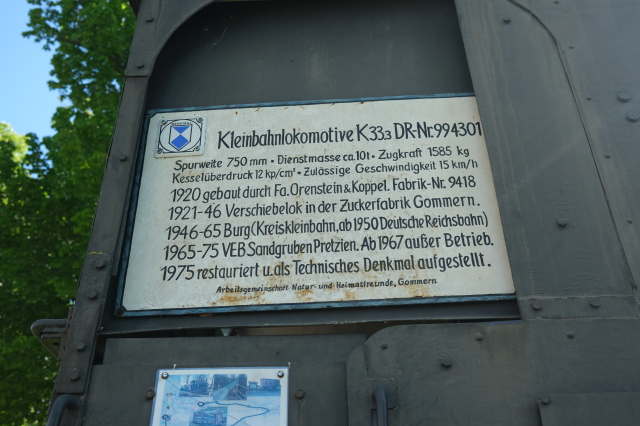 Kleinbahnlokomotive K33₃ DR-Nr.994301
Spurweite 750 mm • Dienstmasse ca.10t • Zugkraft 1585 kg
Kesselüberdruck 12 kp/cm² • Zulässige Geschwindigkeit 15 km/h
1920 gebaut durch Fa. Orenstein & Koppel. Fabrik-Nr. 9418
1921-46 Verschiebelok in der Zuckerfabrik Gommern.
1946-65 Burg (Kreiskleinbahn, ab 1950 Deutsche Reichsbahn)
1965-75 VEB Sandgruben Pretzien. Ab 1967 außer Betrieb.
1975 restauriert u. als Technisches Denkmal aufgestellt.
Arbeitsgemeinschaft Natur- und Heimatfreunde, Gommern.